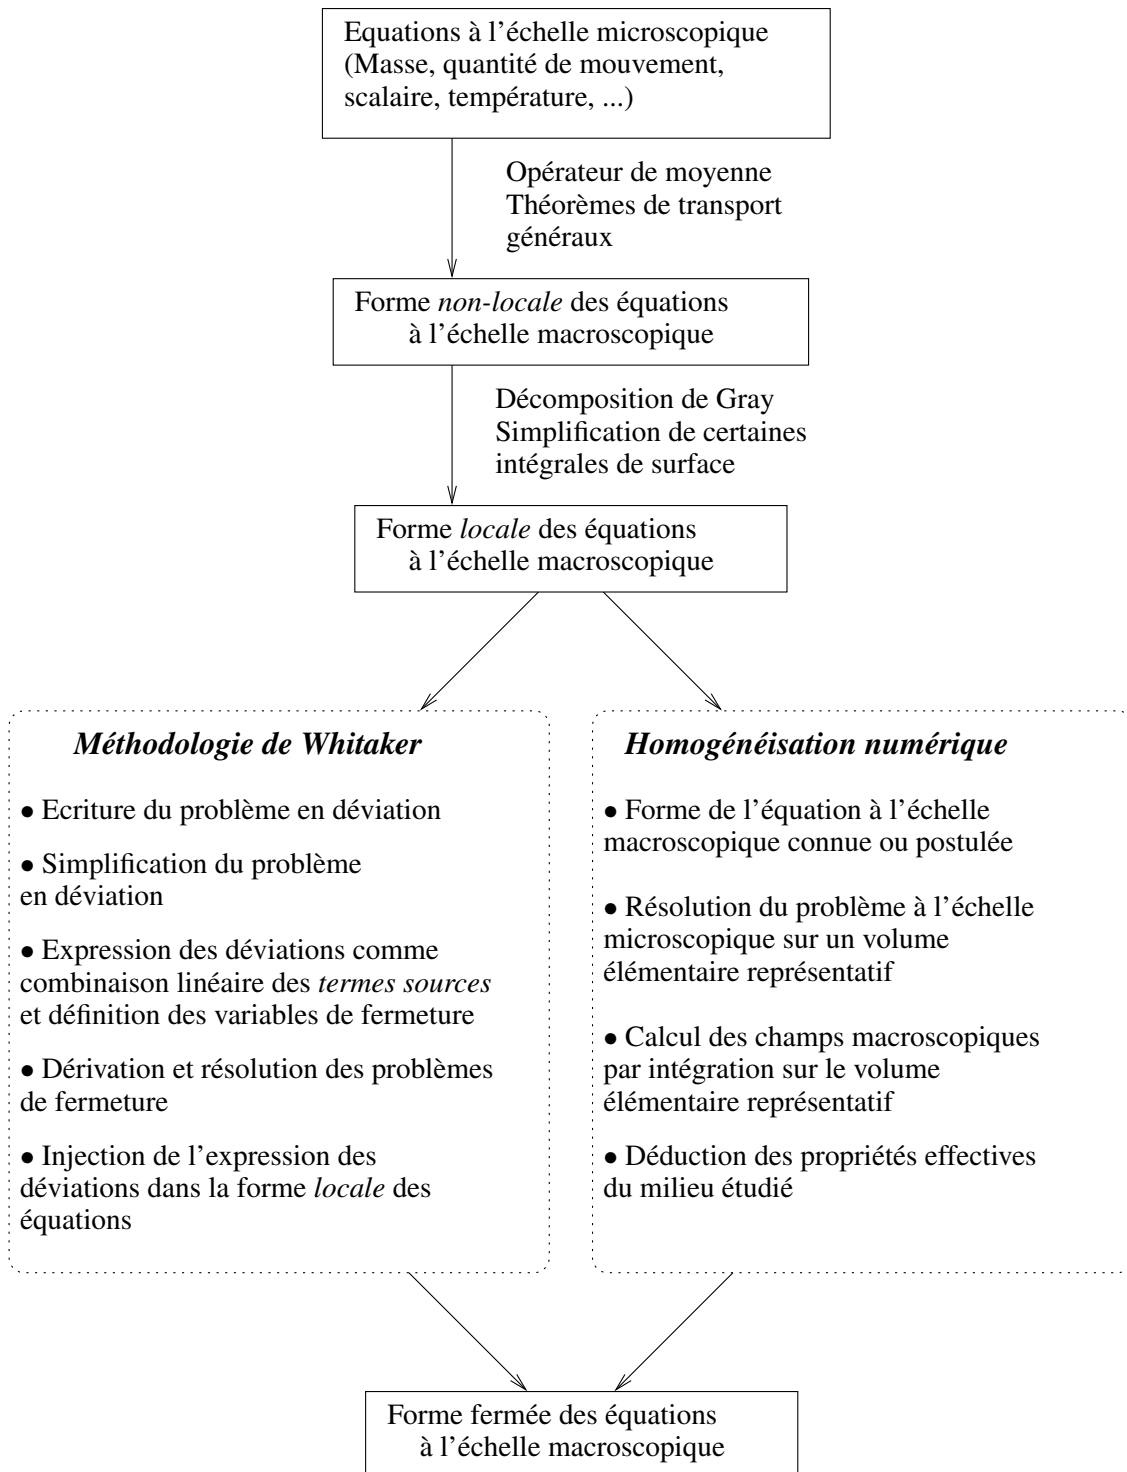 Equations à l'échelle microscopique
(Masse, quantité de mouvement,
scalaire, température, ...)
Opérateur de moyenne
Théorèmes de transport
généraux
Forme non-locale des équations
à l'échelle macroscopique
Décomposition de Gray
Simplification de certaines
intégrales de surface
Forme locale des équations
à l'échelle macroscopique
Méthodologie de Whitaker
• Ecriture du problème en déviation
• Simplification du problème
en déviation
• Expression des déviations comme
combinaison linéaire des termes sources
et définition des variables de fermeture
• Dérivation et résolution des problèmes
de fermeture
• Injection de l'expression des
déviations dans la forme locale des
équations
Homogénéisation numérique
• Forme de l'équation à l'échelle
macroscopique connue ou postulée
• Résolution du problème à l'échelle
microscopique sur un volume
élémentaire représentatif
• Calcul des champs macroscopiques
par intégration sur le volume
élémentaire représentatif
• Déduction des propriétés effectives
du milieu étudié
Forme fermée des équations
à l'échelle macroscopique